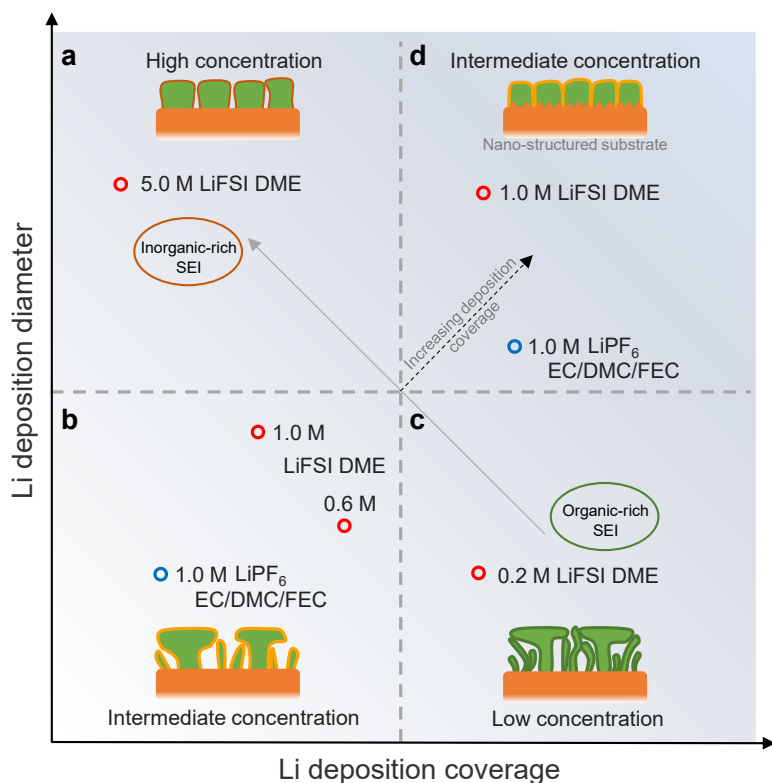 Li deposition diameter
a
High concentration
5.0 M LiFSI DME
Inorganic-rich
SEI
d
Intermediate concentration
Nano-structured substrate
1.0 M LiFSI DME
Increasing deposition
coverage
1.0 M LiPF₆
EC/DMC/FEC
b
1.0 M
LiFSI DME
0.6 M
1.0 M LiPF₆
EC/DMC/FEC
Intermediate concentration
c
Organic-rich
SEI
0.2 M LiFSI DME
Low concentration
Li deposition coverage